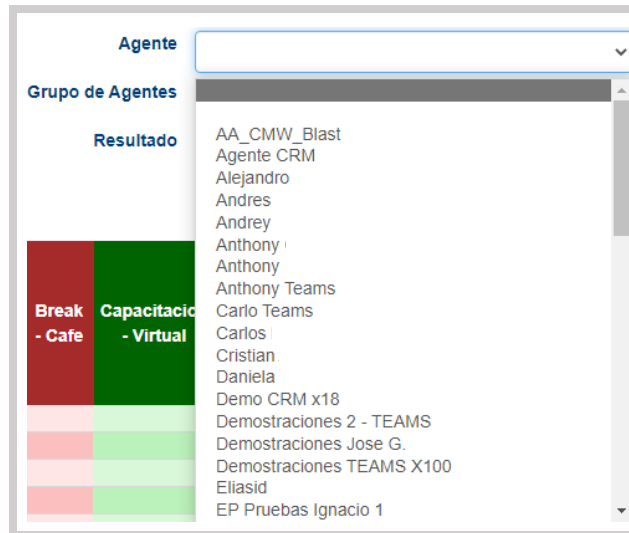 Agente
Grupo de Agentes
Resultado
AA_CMW_Blast
Agente CRM
Alejandro
Andres
Andrey
Anthony
Anthony
Anthony Teams
Carlo Teams
Carlos
Cristian
Daniela
Demo CRM x18
Demostraciones 2 - TEAMS
Demostraciones Jose G.
Demostraciones TEAMS X100
Eliasid
EP Pruebas Ignacio 1
Break
- Cafe
Capacitacio
- Virtual